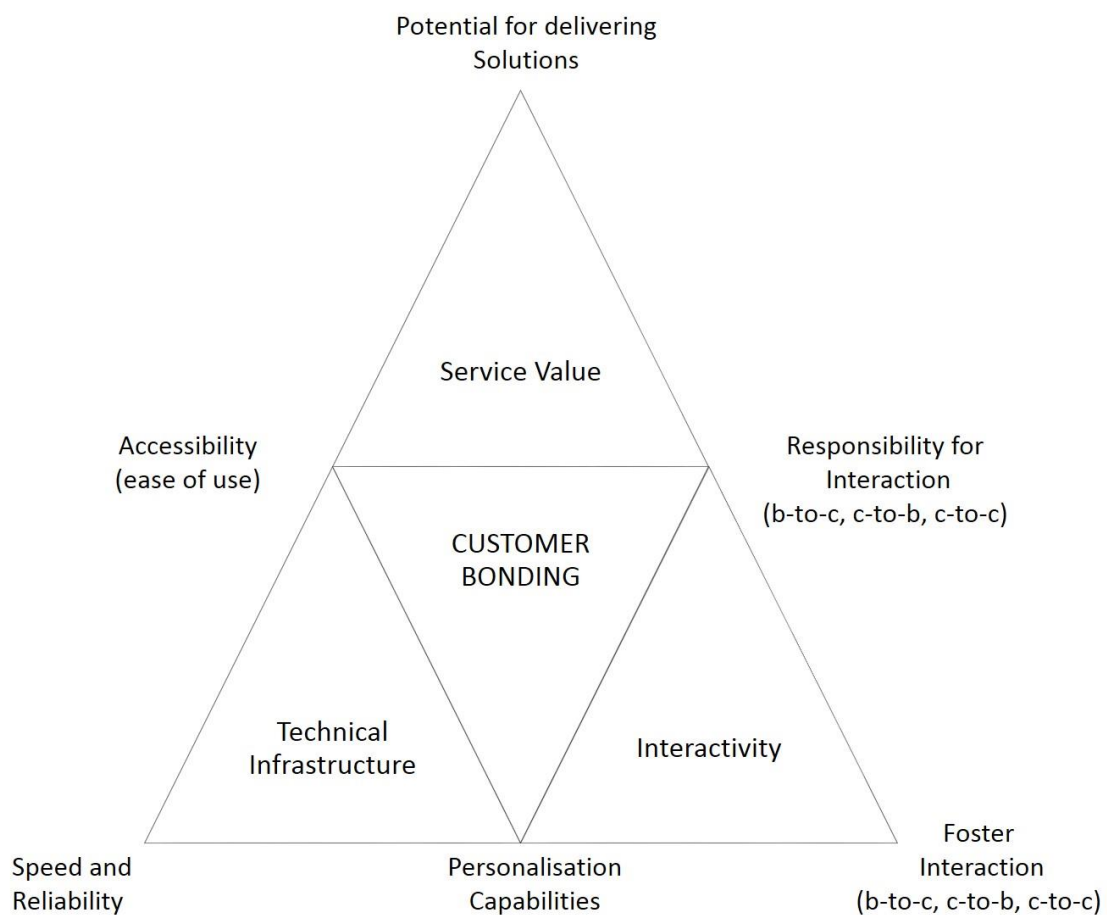 Potential for delivering
Solutions
Service Value
Accessibility
(ease of use)
Responsibility for
Interaction
(b-to-c, c-to-b, c-to-c)
CUSTOMER
BONDING
Technical
Infrastructure
Interactivity
Speed and
Reliability
Personalisation
Capabilities
Foster
Interaction
(b-to-c, c-to-b, c-to-c)